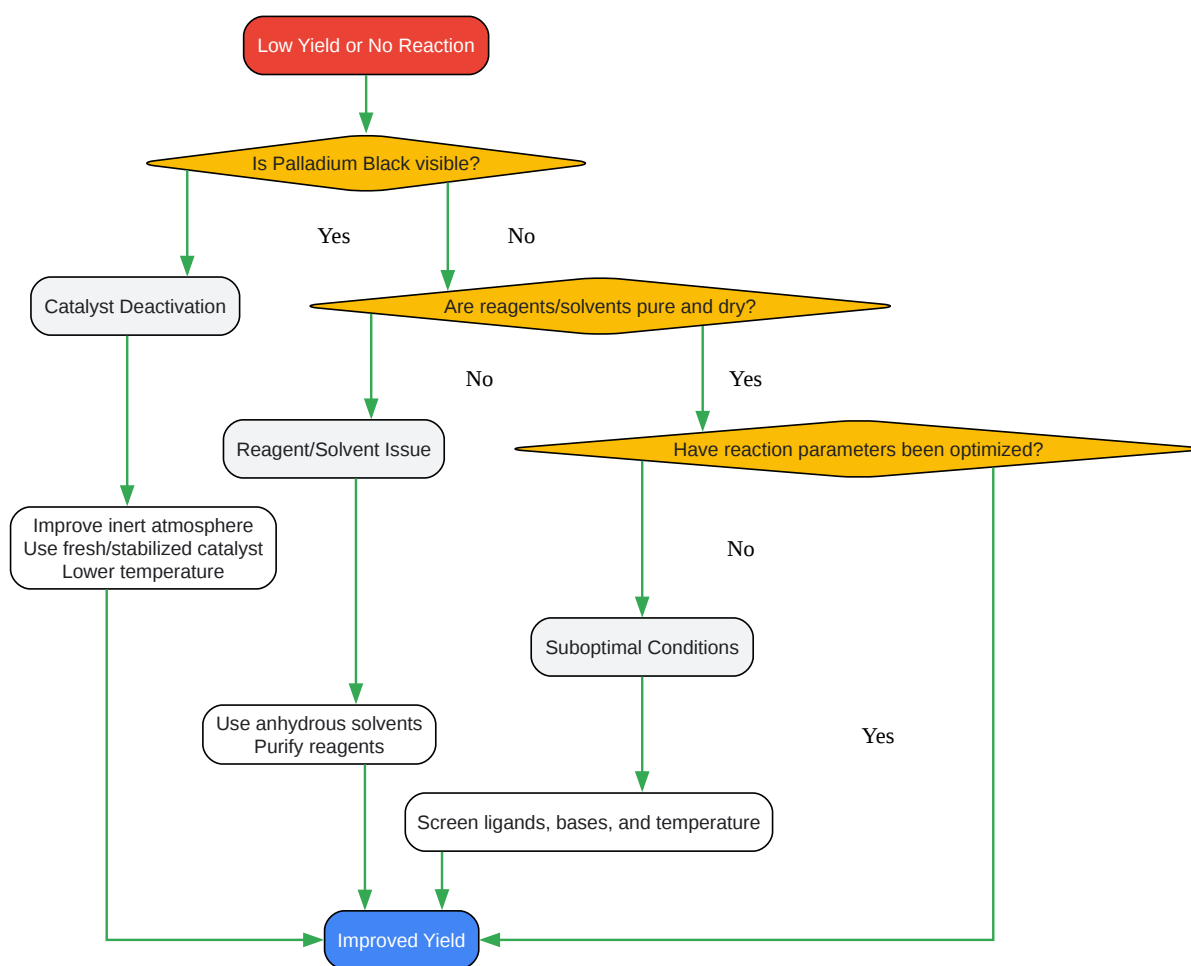 Low Yield or No Reaction
Is Palladium Black visible?
Yes
No
Catalyst Deactivation
Are reagents/solvents pure and dry?
No
Yes
Reagent/Solvent Issue
Have reaction parameters been optimized?
Improve inert atmosphere
Use fresh/stabilized catalyst
Lower temperature
No
Suboptimal Conditions
Use anhydrous solvents
Purify reagents
Yes
Screen ligands, bases, and temperature
Improved Yield